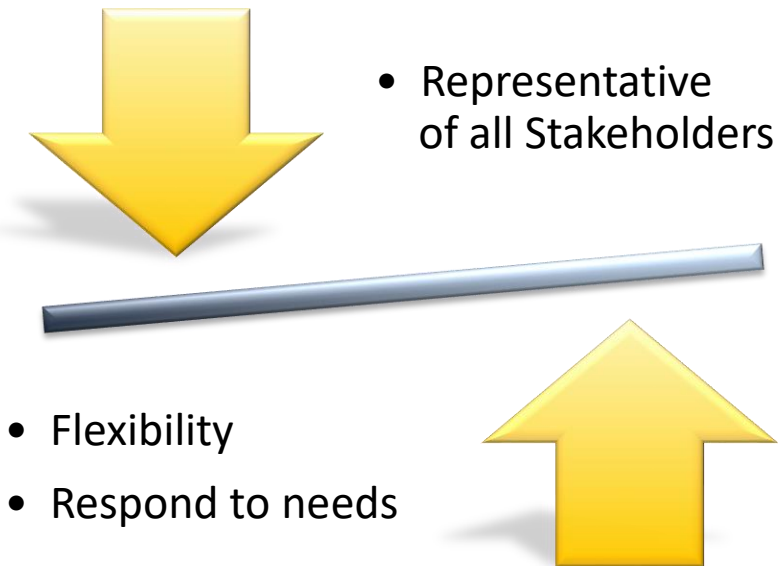 • Representative
of all Stakeholders
• Flexibility
• Respond to needs